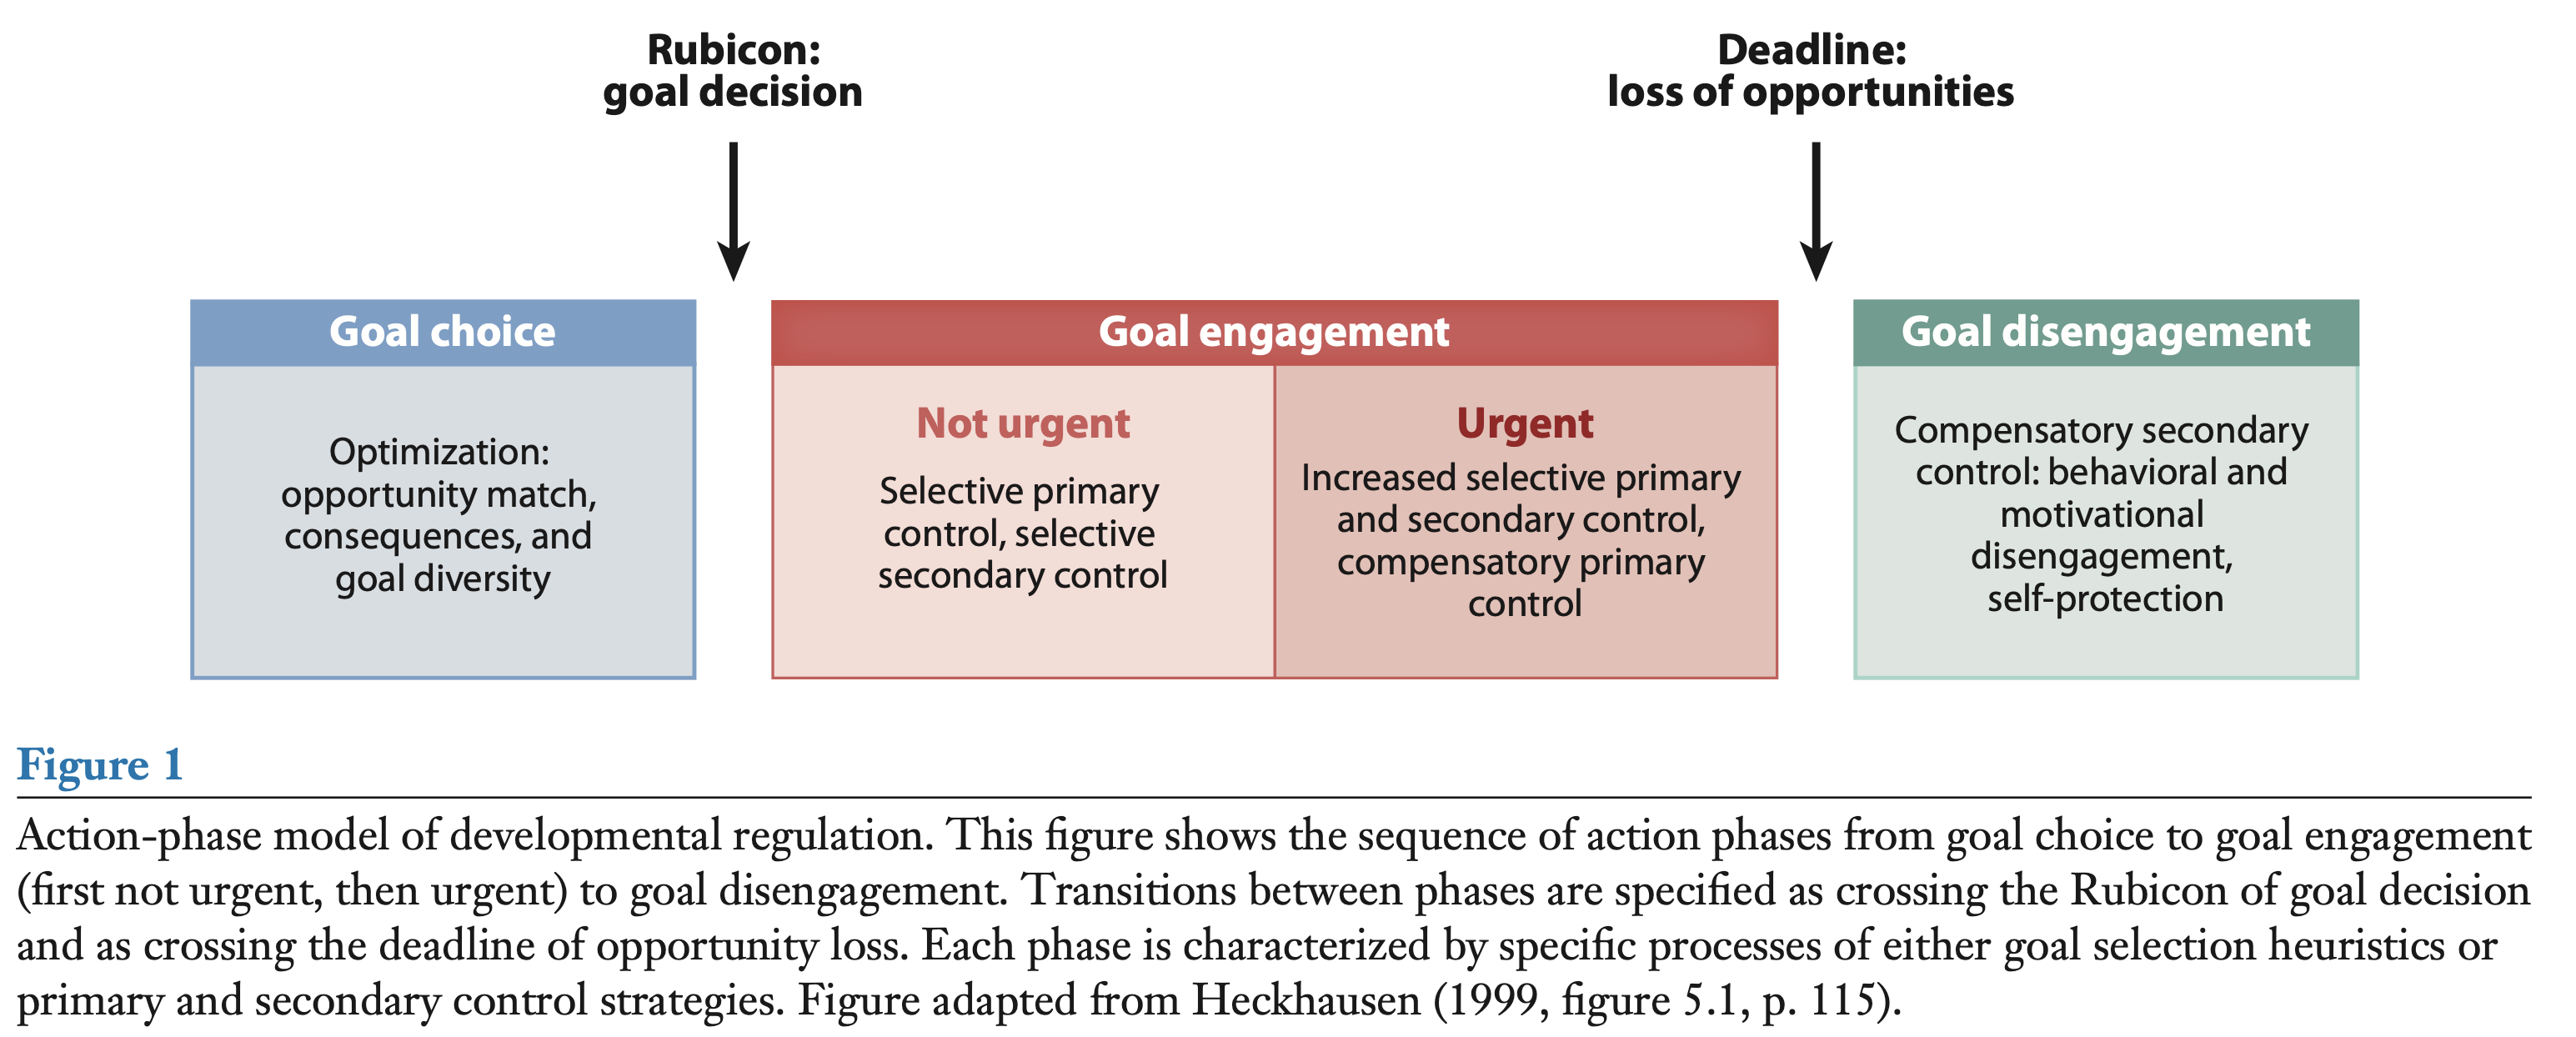 Rubicon:
goal decision
Deadline:
loss of opportunities
Goal choice
Optimization:
opportunity match,
consequences, and
goal diversity
Goal engagement
Not urgent
Selective primary
control, selective
secondary control
Urgent
Increased selective primary
and secondary control,
compensatory primary
control
Goal disengagement
Compensatory secondary
control: behavioral and
motivational
disengagement,
self-protection
Figure 1
Action-phase model of developmental regulation. This figure shows the sequence of action phases from goal choice to goal engagement
(first not urgent, then urgent) to goal disengagement. Transitions between phases are specified as crossing the Rubicon of goal decision
and as crossing the deadline of opportunity loss. Each phase is characterized by specific processes of either goal selection heuristics or
primary and secondary control strategies. Figure adapted from Heckhausen (1999, figure 5.1, p. 115).